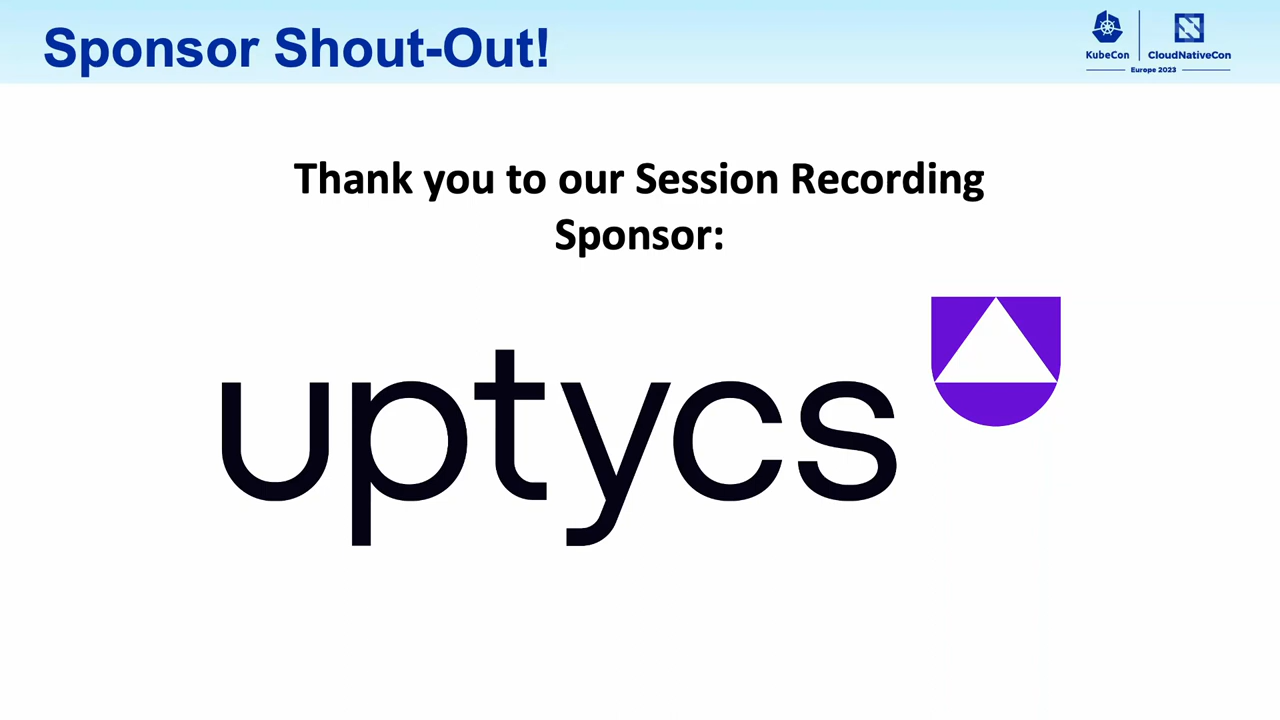 Sponsor Shout-Out!
KubeCon
CloudNativeCon
Europe 2023
Thank you to our Session Recording
Sponsor:
uptycs